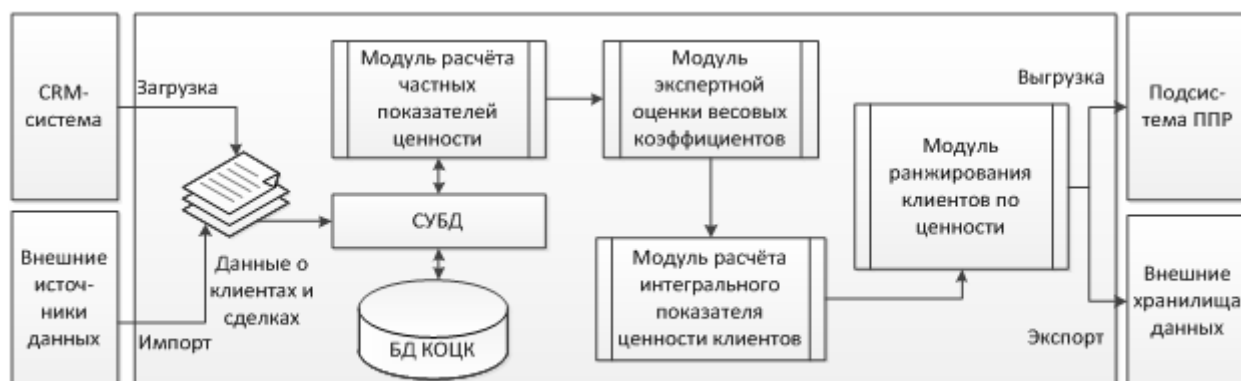 CRM-
система
Внешние
источ-
ники
данных
Загрузка
Импорт
Данные о
клиентах и
сделках
Модуль расчёта
частных
показателей
ценности
СУБД
БД КОЦК
Модуль
экспертной
оценки весовых
коэффициентов
Модуль расчёта
интегрального
показателя
ценности клиентов
Модуль
ранжирования
клиентов по
ценности
Выгрузка
Экспорт
Подсис-
тема ППР
Внешние
хранилища
данных